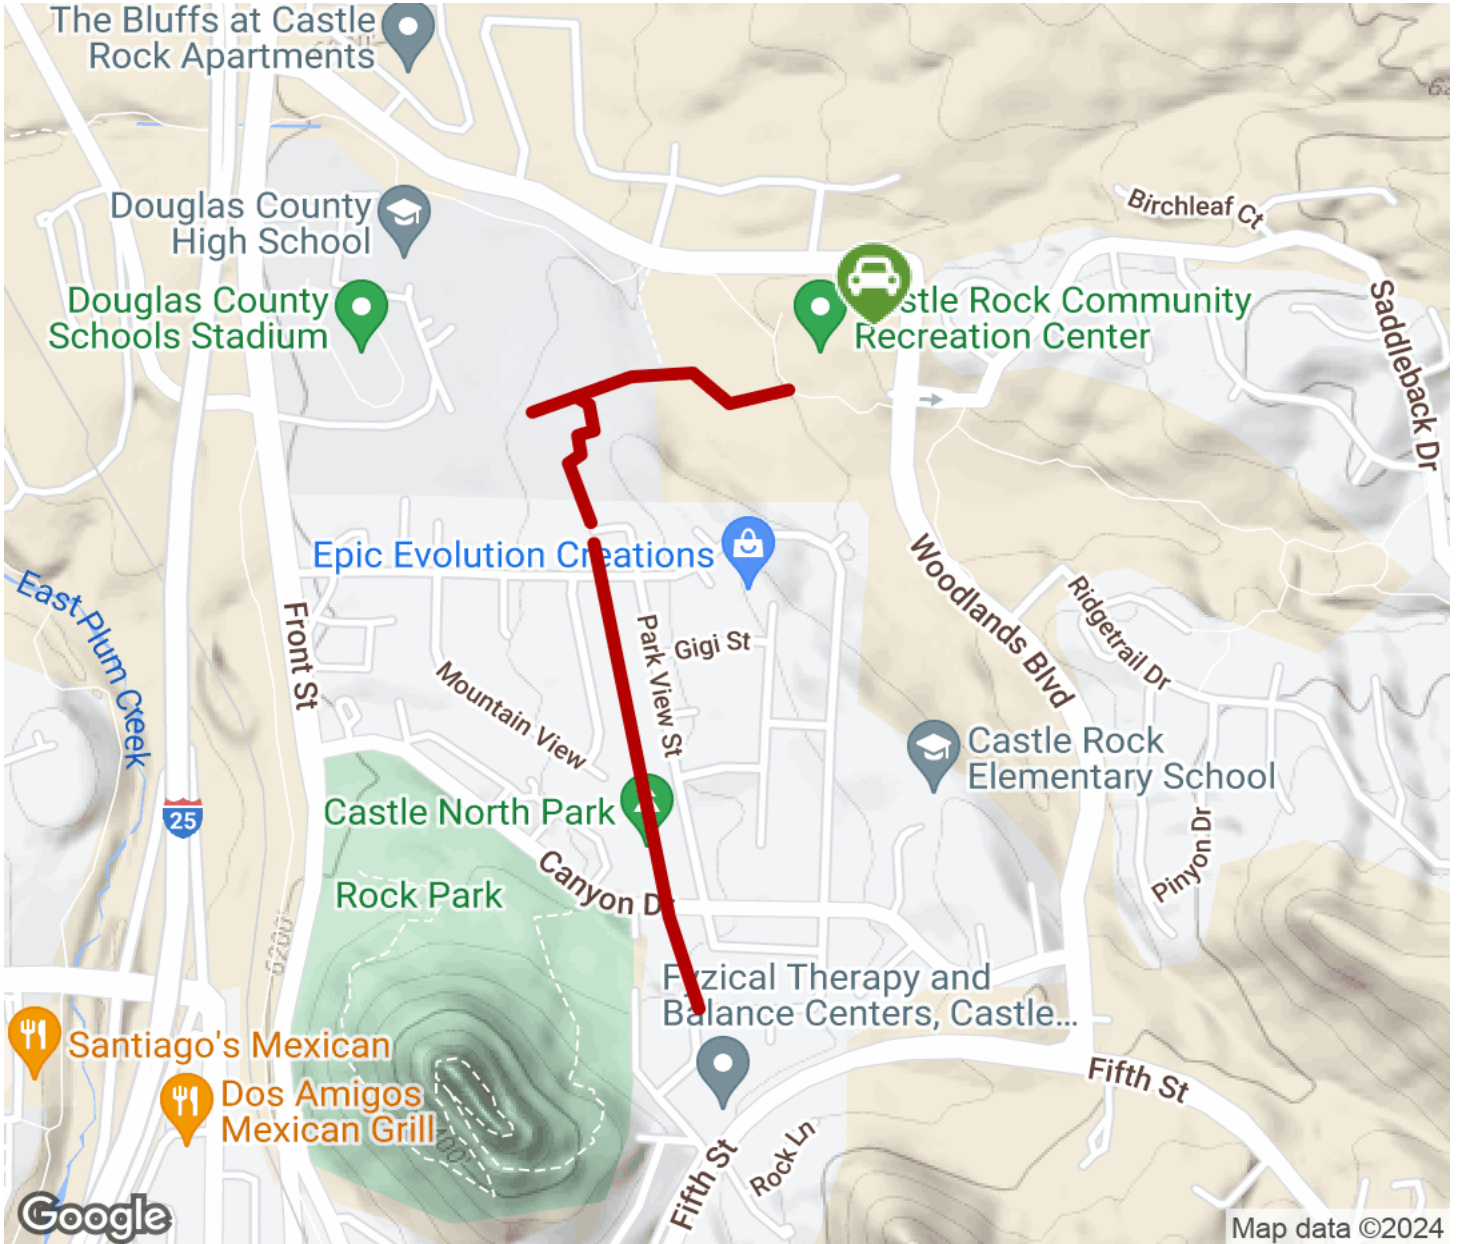 The Bluffs at Castle
Rock Apartments
Douglas County
High School
Birchleaf Ct
Douglas County
Schools Stadium
stle Rock Community
Recreation Center
Saddleback Dr
Epic Evolution Creations
East Plum Creek
Front St
Park View St
Gigi St
Woodlands Blvd
Ridgetrail Dr
Mountain View
Castle Rock
Elementary School
25
Castle North Park
Pinyon Dr
Canyon D
Rock Park
6200'
Fyzical Therapy and
Balance Centers, Castle...
Santiago's Mexican
Fifth St
Dos Amigos
Mexican Grill
Rock Ln
Fifth St
Google
Map data ©2024